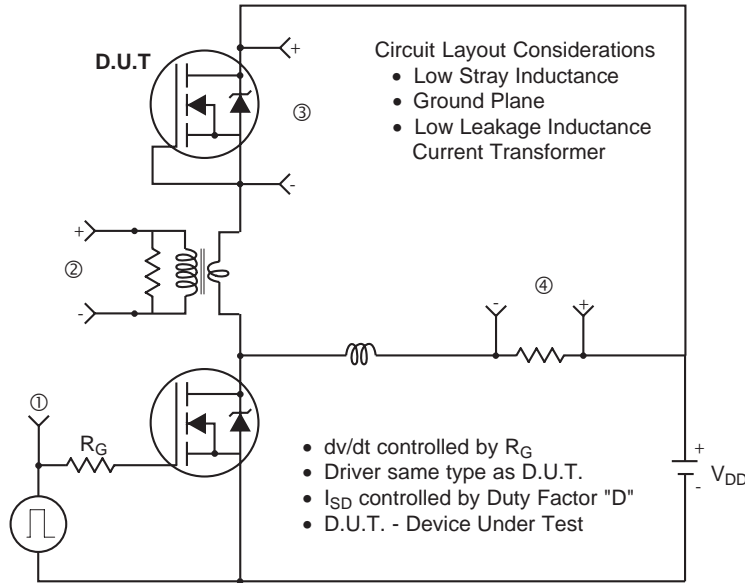 D.U.T
+
Circuit Layout Considerations
• Low Stray Inductance
• Ground Plane
• Low Leakage Inductance
Current Transformer
③
-
+
②
-
④
- +
①
R_G
• dv/dt controlled by R_G
• Driver same type as D.U.T.
• I_SD controlled by Duty Factor "D"
• D.U.T. - Device Under Test
+
V_DD
-